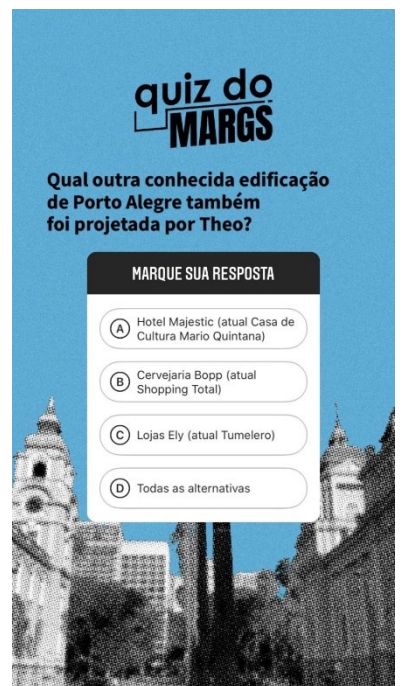 quiz do
MARGS
Qual outra conhecida edificação
de Porto Alegre também
foi projetada por Theo?
MARQUE SUA RESPOSTA
A Hotel Majestic (atual Casa de
Cultura Mario Quintana)
B Cervejaria Bopp (atual
Shopping Total)
C Lojas Ely (atual Tumelero)
D Todas as alternativas